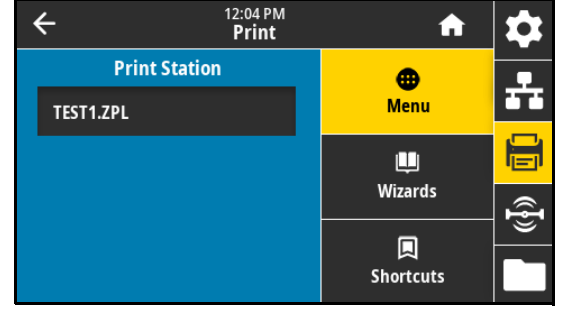 12:04 PM
Print
Print Station
TEST1.ZPL
Menu
Wizards
Shortcuts